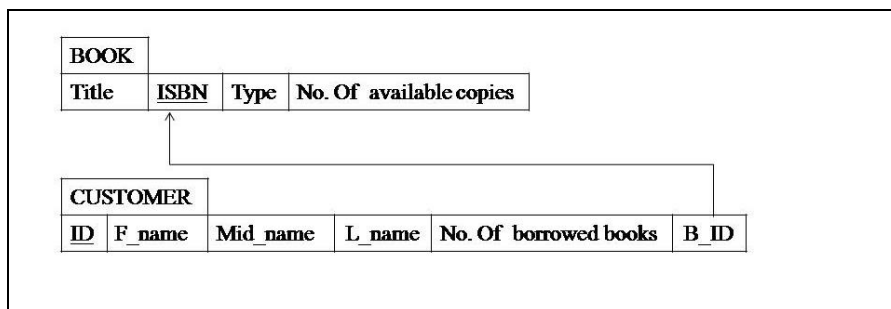 BOOK
Title ISBN Type No. Of available copies
CUSTOMER
ID F_name Mid_name L_name No. Of borrowed books B_ID